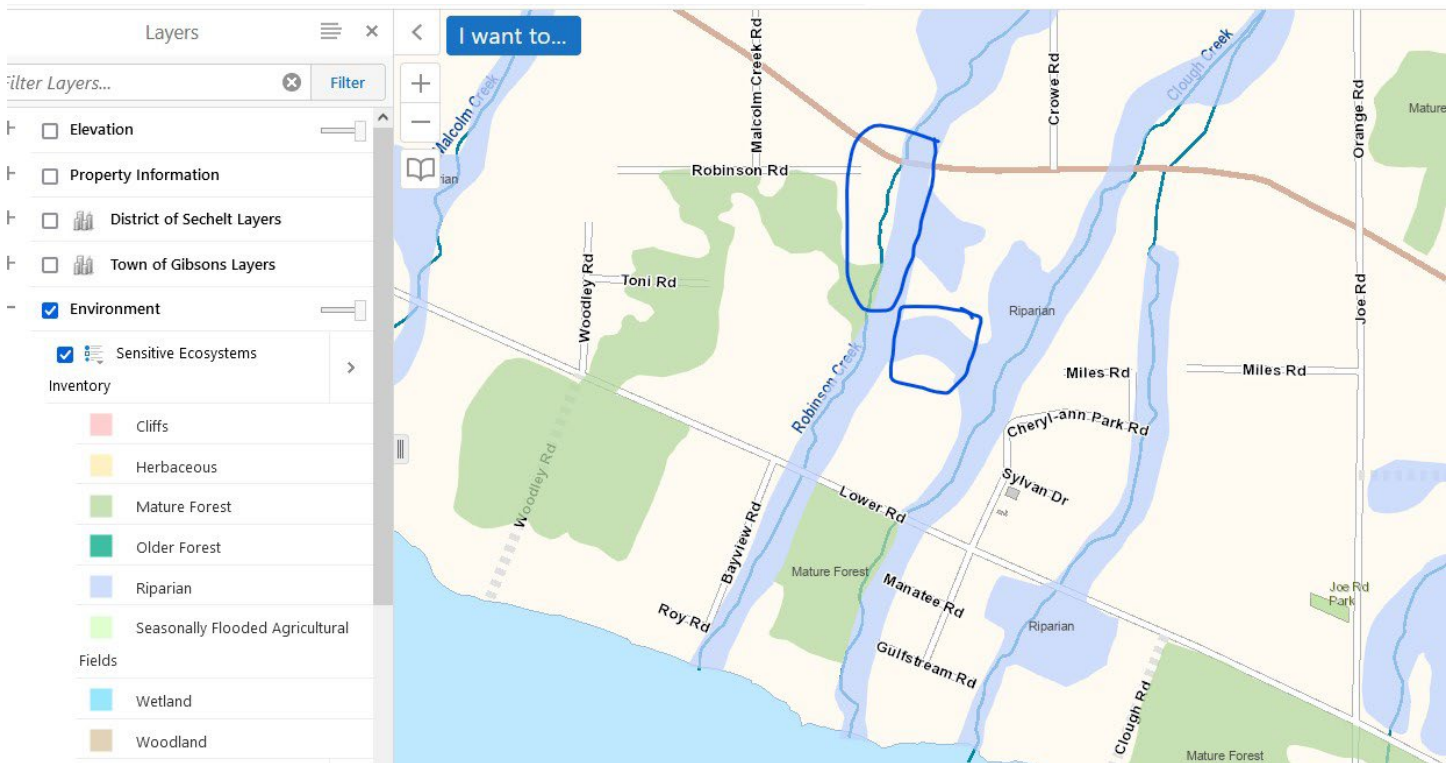 Layers
I want to...
Filter Layers...
Filter
Elevation
Property Information
District of Sechelt Layers
Town of Gibsons Layers
Environment
Sensitive Ecosystems
Inventory
Cliffs
Herbaceous
Mature Forest
Older Forest
Riparian
Seasonally Flooded Agricultural
Fields
Wetland
Woodland
Malcolm Creek
Malcolm Creek Rd
Crowe Rd
Clough Creek
Orange Rd
Mature
rian
Robinson Rd
Woodley Rd
Toni Rd
Riparian
Joe Rd
Robinson Creek
Miles Rd
Miles Rd
Cheryl-ann Park Rd
Sylvan Dr
Woodley Rd
Lower Rd
Bayview Rd
Mature Forest
Manatee Rd
Joe Rd
Park
Roy Rd
Riparian
Gulfstream Rd
Clough Rd
Mature Forest